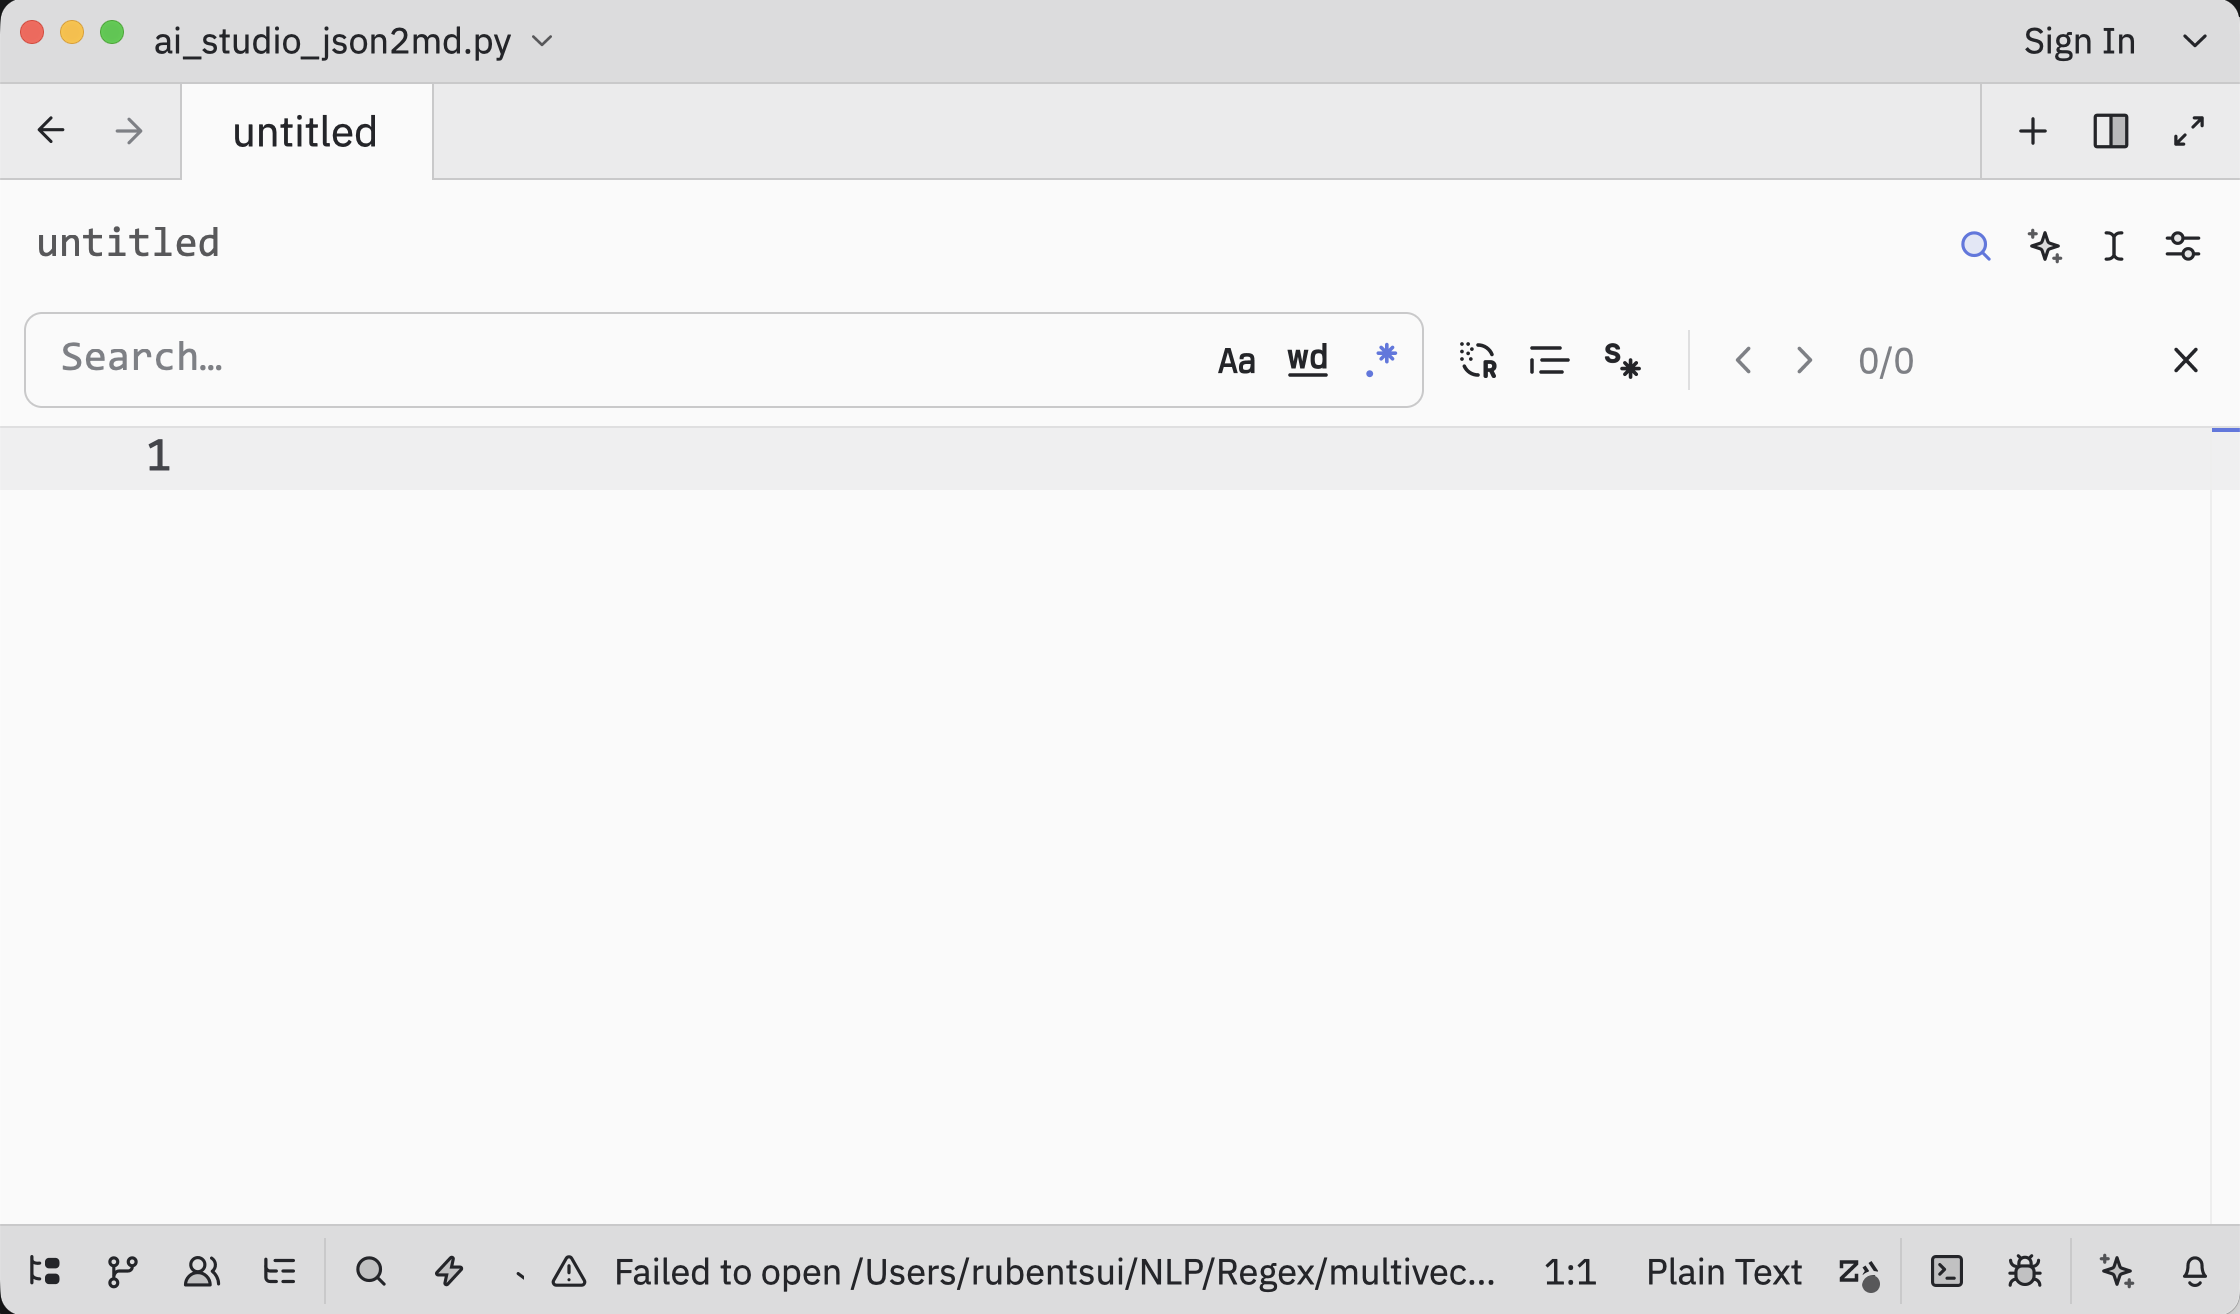 ai_studio_json2md.py
Sign In
untitled
untitled
Search…
Aa
wd
.*
R
S*
0/0
1
Failed to open /Users/rubentsui/NLP/Regex/multivec…
1:1
Plain Text